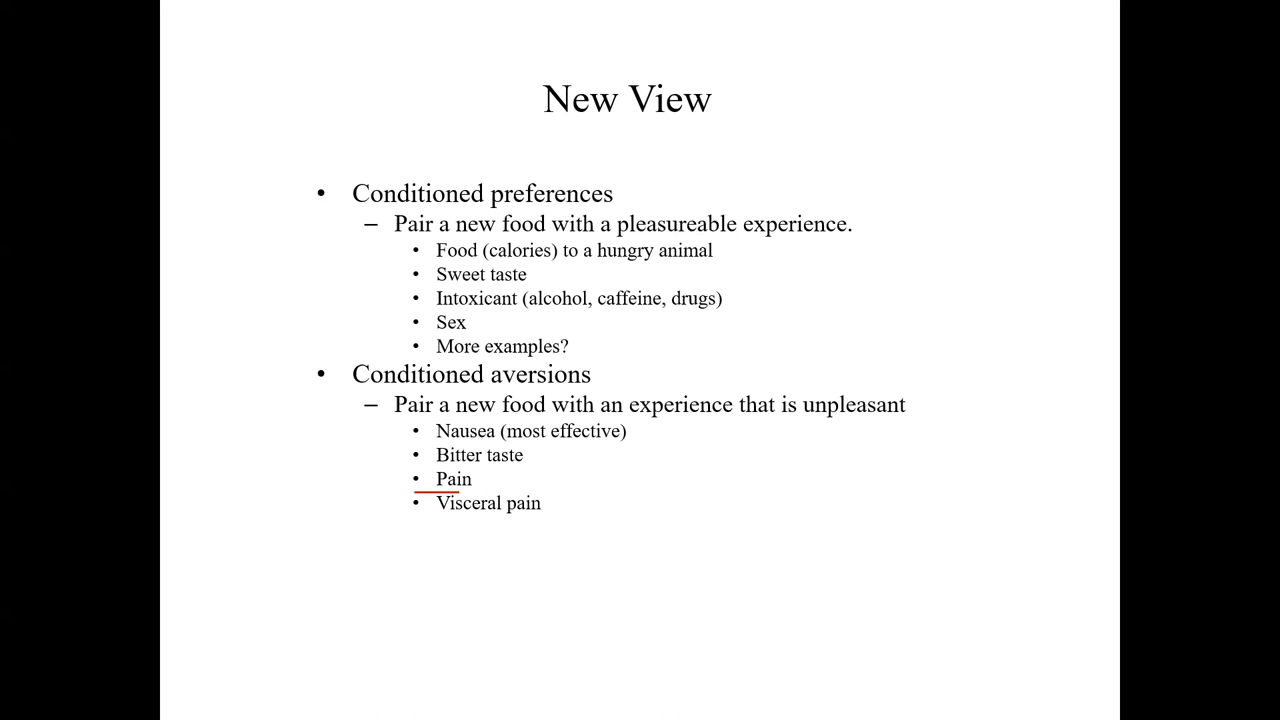 New View
• Conditioned preferences
– Pair a new food with a pleasureable experience.
• Food (calories) to a hungry animal
• Sweet taste
• Intoxicant (alcohol, caffeine, drugs)
• Sex
• More examples?
• Conditioned aversions
– Pair a new food with an experience that is unpleasant
• Nausea (most effective)
• Bitter taste
• Pain
• Visceral pain